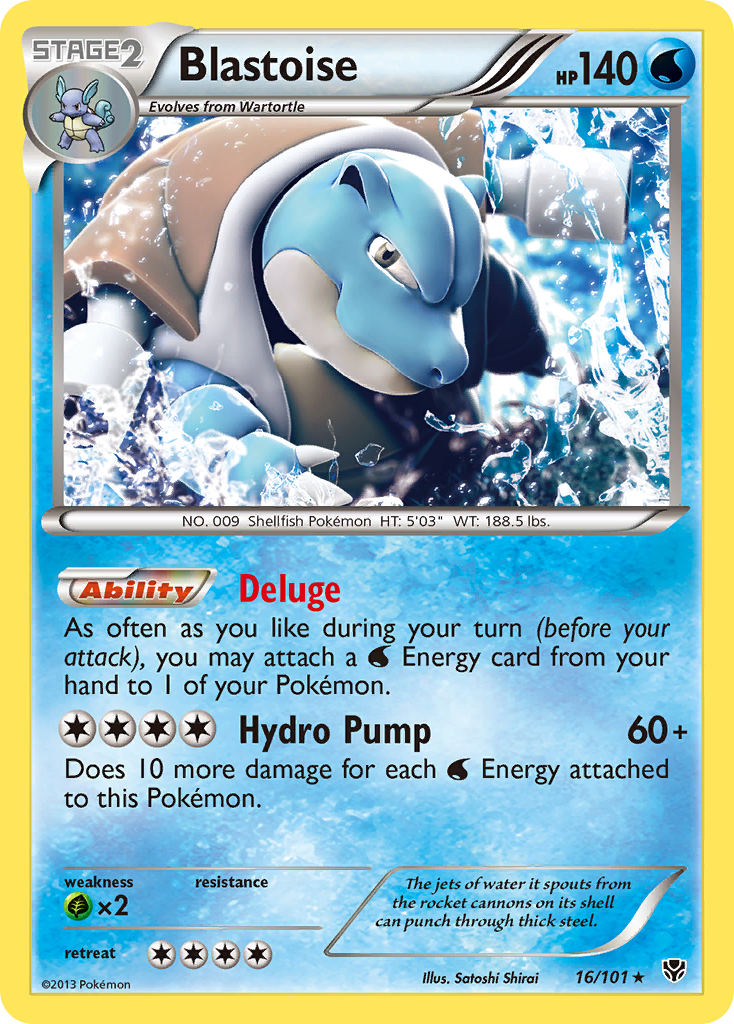 STAGE2
Blastoise
HP140
Evolves from Wartortle
NO. 009 Shellfish Pokémon HT: 5'03" WT: 188.5 lbs.
Ability Deluge
As often as you like during your turn (before your
attack), you may attach a Energy card from your
hand to 1 of your Pokémon.
Hydro Pump 60+
Does 10 more damage for each Energy attached
to this Pokémon.
weakness resistance
×2
retreat
The jets of water it spouts from
the rocket cannons on its shell
can punch through thick steel.
©2013 Pokémon
Illus. Satoshi Shirai
16/101 ★